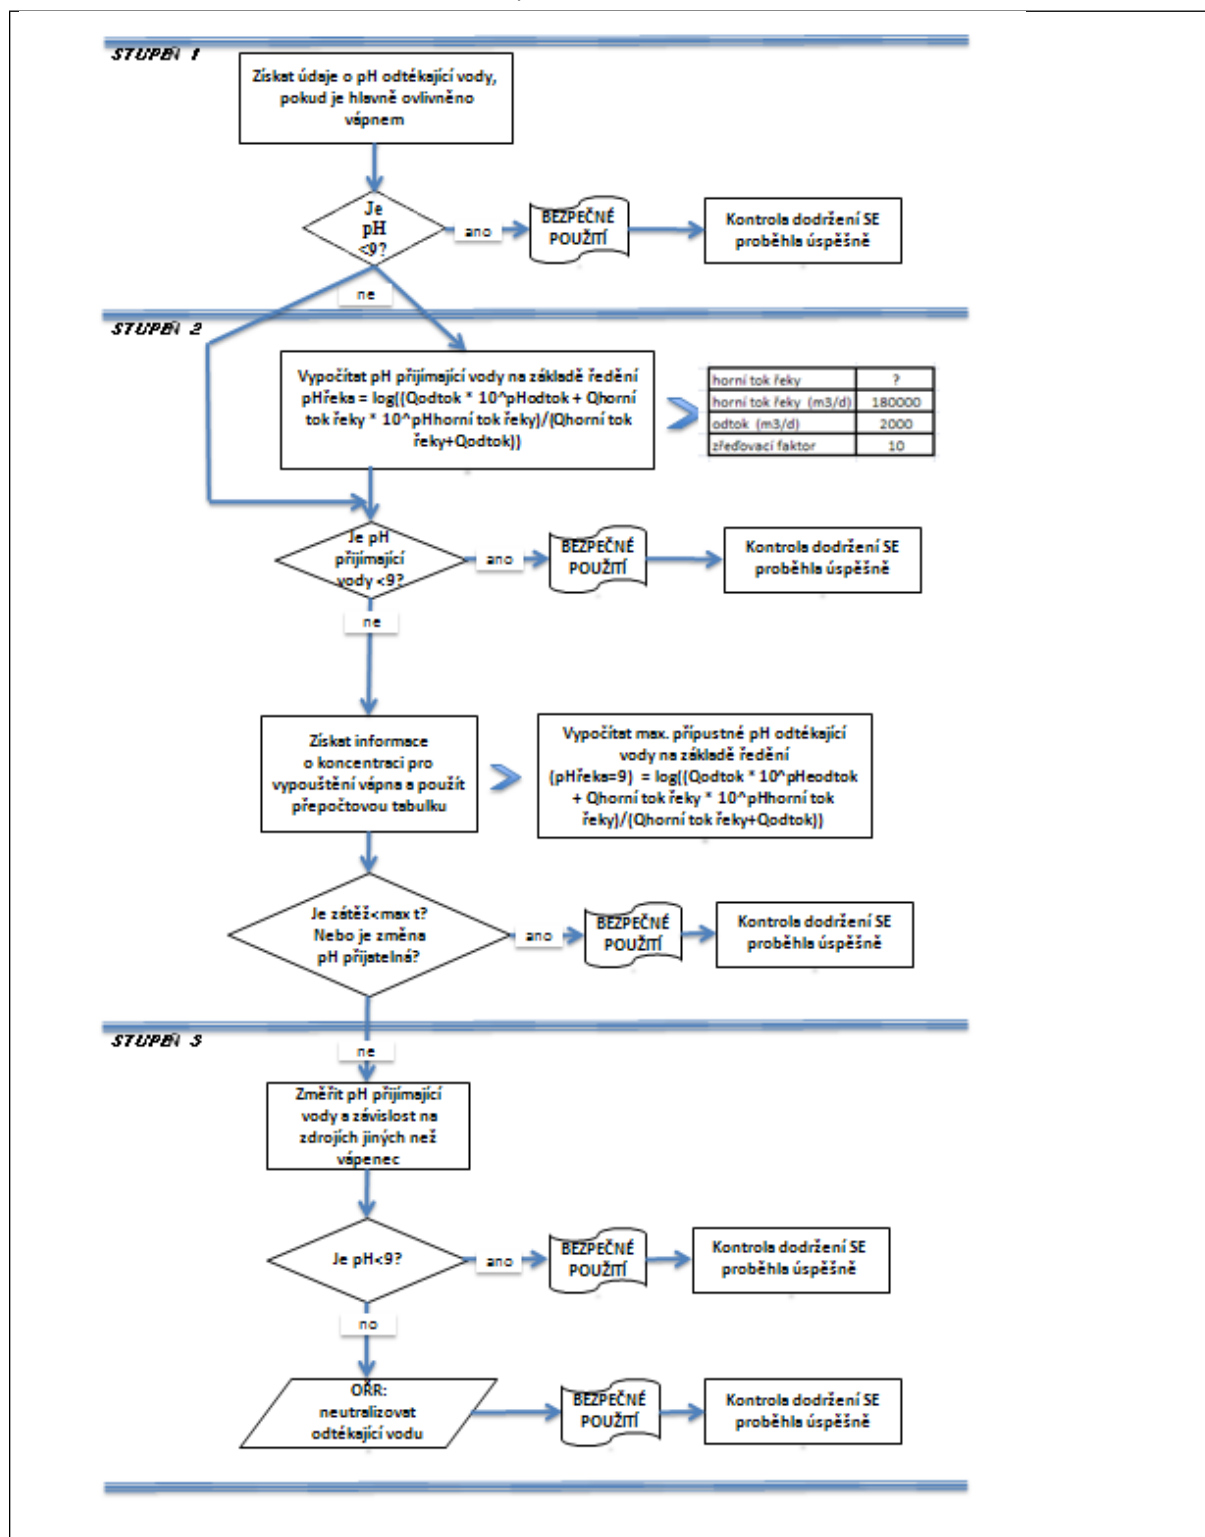 STUPEŇ 1
Získat údaje o pH odtékající vody,
pokud je hlavně ovlivněno
vápnem
Je
pH
<9?
ano
BEZPEČNÉ
POUŽITÍ
Kontrola dodržení SE
proběhla úspěšně
ne
STUPEŇ 2
Vypočítat pH přijímající vody na základě ředění
pHřeka = log((Qodtok * 10^pHodtok + Qhorní
tok řeky * 10^pHhorní tok řeky)/(Qhorní tok
řeky+Qodtok))
horní tok řeky ?
horní tok řeky (m3/d) 180000
odtok (m3/d) 2000
zřeďovací faktor 10
Je pH
přijímající
vody <9?
ano
BEZPEČNÉ
POUŽITÍ
Kontrola dodržení SE
proběhla úspěšně
ne
Získat informace
o koncentraci pro
vypouštění vápna a použít
přepočtovou tabulku
Vypočítat max. přípustné pH odtékající
vody na základě ředění
(pHřeka=9) = log((Qodtok * 10^pHeodtok
+ Qhorní tok řeky * 10^pHhorní tok
řeky)/(Qhorní tok řeky+Qodtok))
Je zátěž<max t?
Nebo je změna
pH přijatelná?
ano
BEZPEČNÉ
POUŽITÍ
Kontrola dodržení SE
proběhla úspěšně
STUPEŇ 3
ne
Změřit pH přijímající
vody a závislost na
zdrojích jiných než
vápenec
Je pH<9?
ano
BEZPEČNÉ
POUŽITÍ
Kontrola dodržení SE
proběhla úspěšně
no
OŘR:
neutralizovat
odtékající vodu
BEZPEČNÉ
POUŽITÍ
Kontrola dodržení SE
proběhla úspěšně